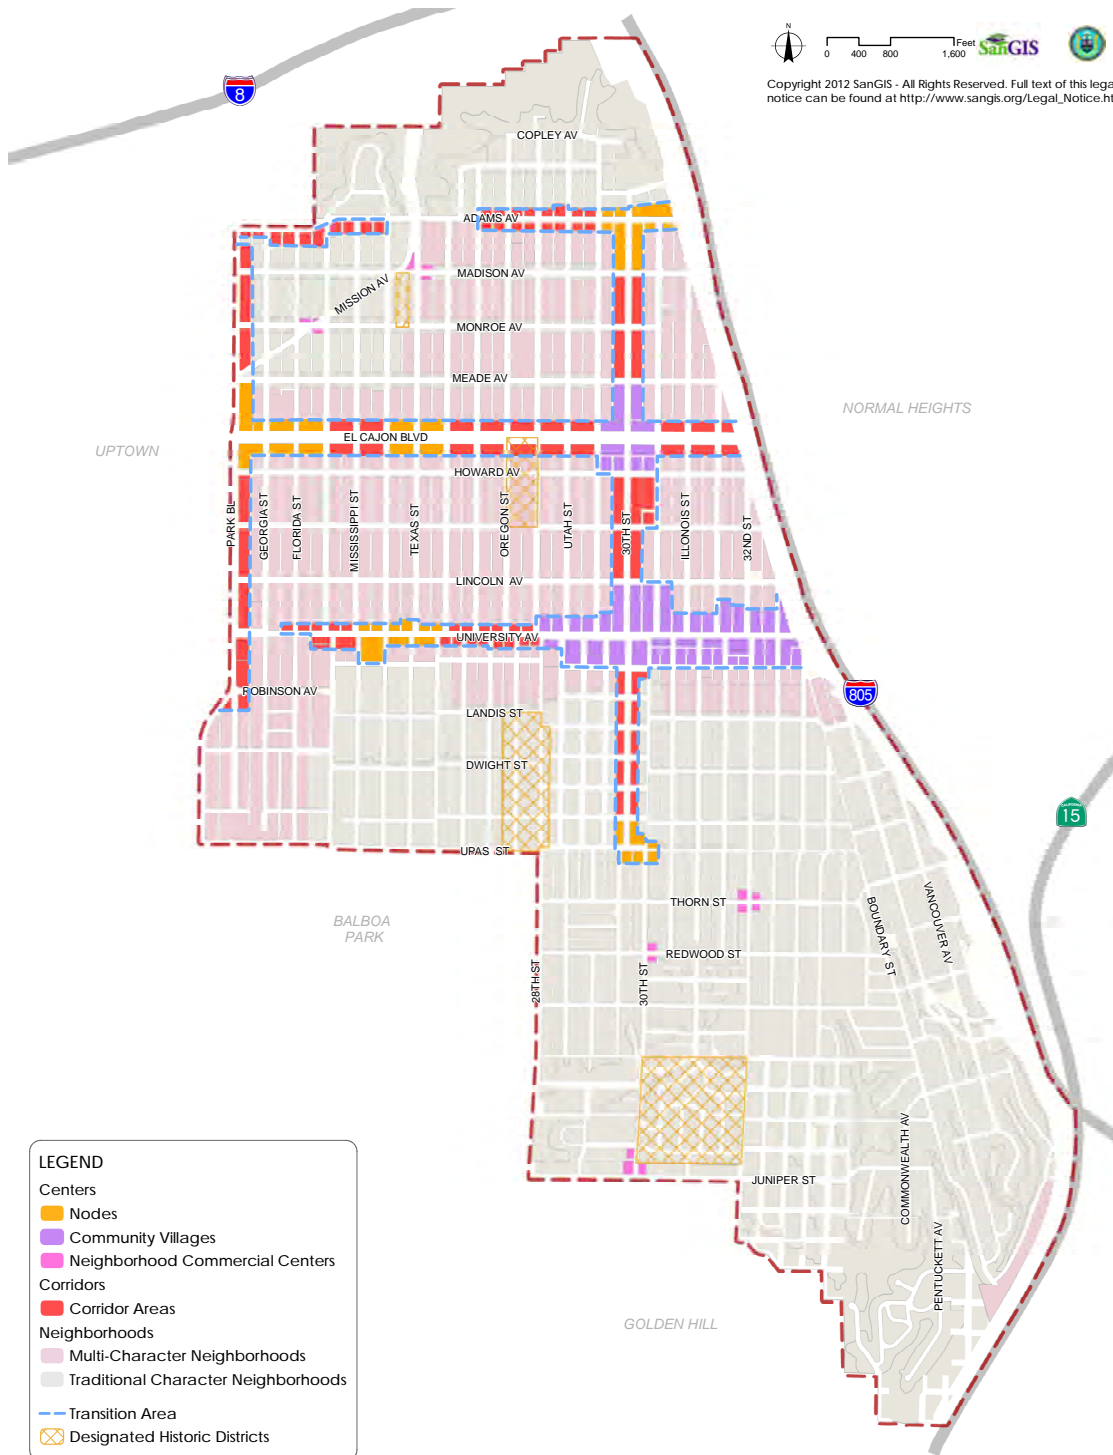 N
0 400 800 1,600 Feet
SanGIS
Copyright 2012 SanGIS - All Rights Reserved. Full text of this lega
notice can be found at http://www.sangis.org/Legal_Notice.ht
8
COPLEY AV
ADAMS AV
MADISON AV
MISSION AV
MONROE AV
MEADE AV
NORMAL HEIGHTS
UPTOWN
EL CAJON BLVD
HOWARD AV
PARK BL
GEORGIA ST
FLORIDA ST
MISSISSIPPI ST
TEXAS ST
OREGON ST
UTAH ST
30TH ST
ILLINOIS ST
32ND ST
LINCOLN AV
UNIVERSITY AV
ROBINSON AV
805
LANDIS ST
DWIGHT ST
CALIFORNIA
15
UPAS ST
THORN ST
BALBOA
PARK
BOUNDARY ST
VANCOUVER AV
REDWOOD ST
28TH ST
30TH ST
COMMONWEALTH AV
JUNIPER ST
PENTUCKETT AV
GOLDEN HILL
LEGEND
Centers
Nodes
Community Villages
Neighborhood Commercial Centers
Corridors
Corridor Areas
Neighborhoods
Multi-Character Neighborhoods
Traditional Character Neighborhoods
Transition Area
Designated Historic Districts